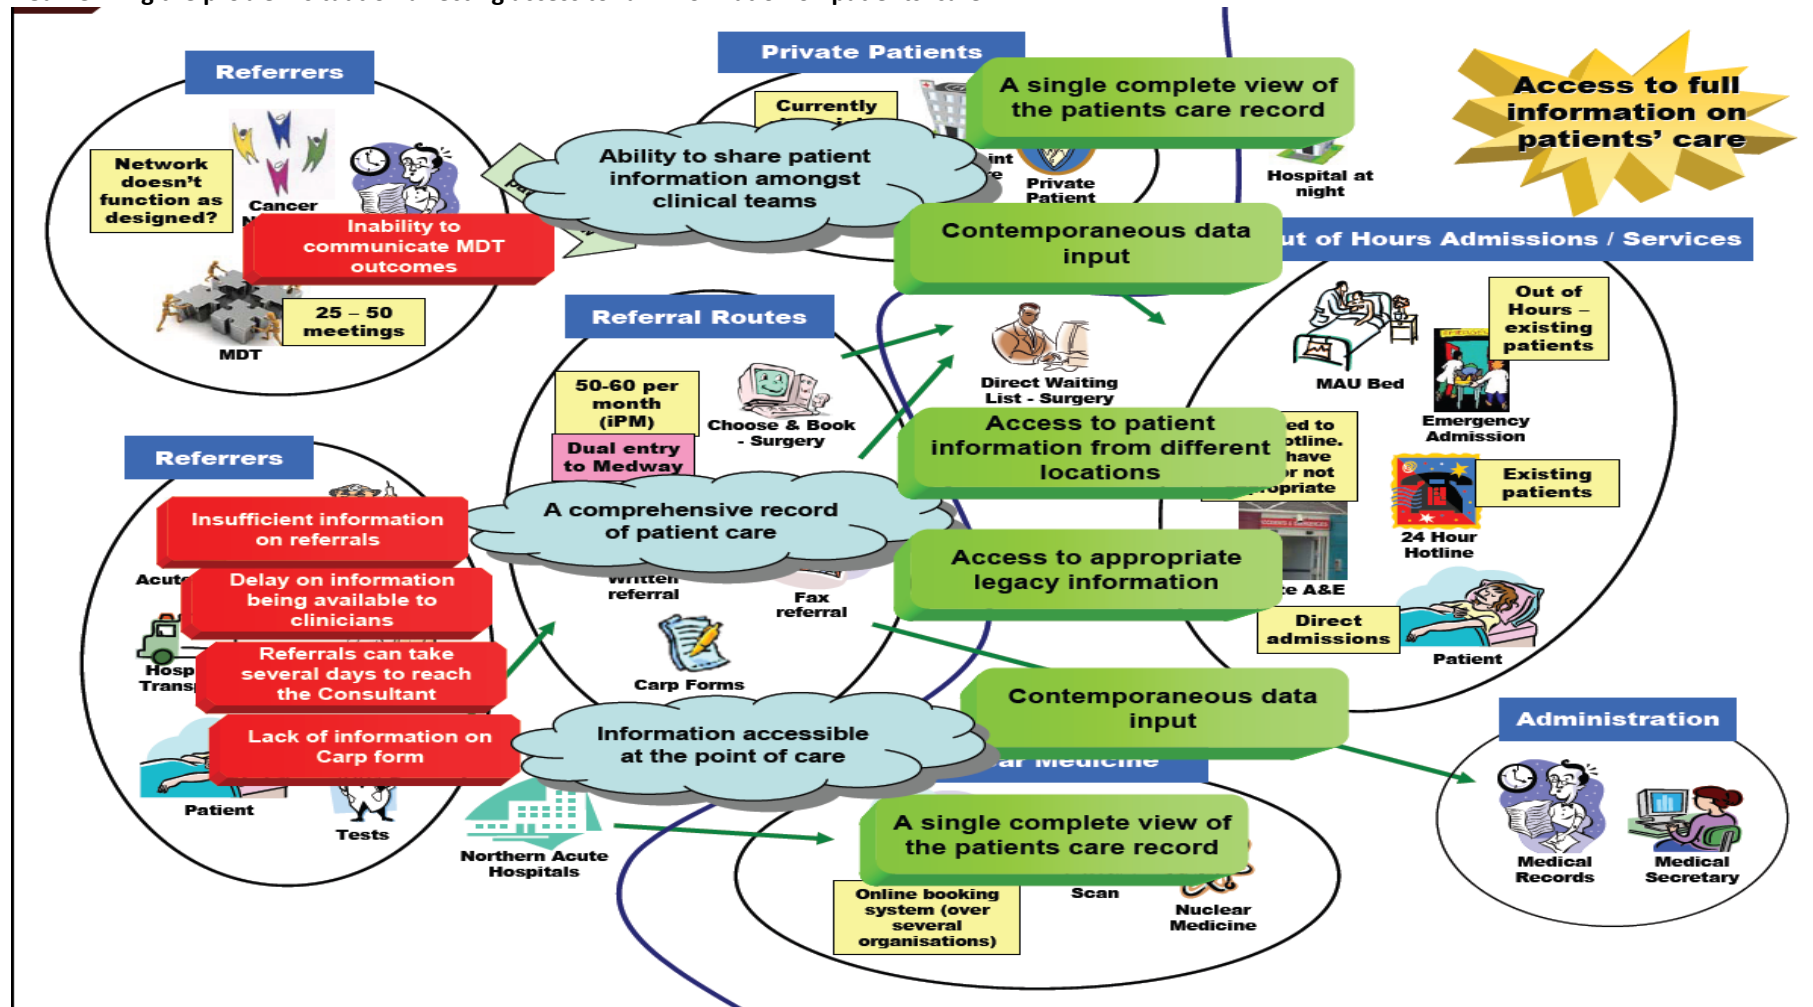 Referrers
Network
doesn't
function as
designed?
Cancer
Inability to
communicate MDT
outcomes
25 – 50
meetings
MDT
Private Patients
Currently
Private
Patient
A single complete view of
the patients care record
Ability to share patient
information amongst
clinical teams
Hospital at
night
Access to full
information on
patients' care
Contemporaneous data
input
ut of Hours Admissions / Services
MAU Bed
Out of
Hours –
existing
patients
Emergency
Admission
Existing
patients
24 Hour
Hotline
A&E
Direct
admissions
Patient
Referral Routes
50-60 per
month
(iPM)
Dual entry
to Medway
Choose & Book
- Surgery
Direct Waiting
List - Surgery
Access to patient
information from different
locations
have
or not
A comprehensive record
of patient care
Written
referral
Fax
referral
Carp Forms
Access to appropriate
legacy information
Referrers
Insufficient information
on referrals
Delay on information
being available to
clinicians
Referrals can take
several days to reach
the Consultant
Lack of information on
Carp form
Patient
Tests
Information accessible
at the point of care
Contemporaneous data
input
Northern Acute
Hospitals
ar Medicine
A single complete view of
the patients care record
Online booking
system (over
several
organisations)
Scan
Nuclear
Medicine
Administration
Medical
Records
Medical
Secretary